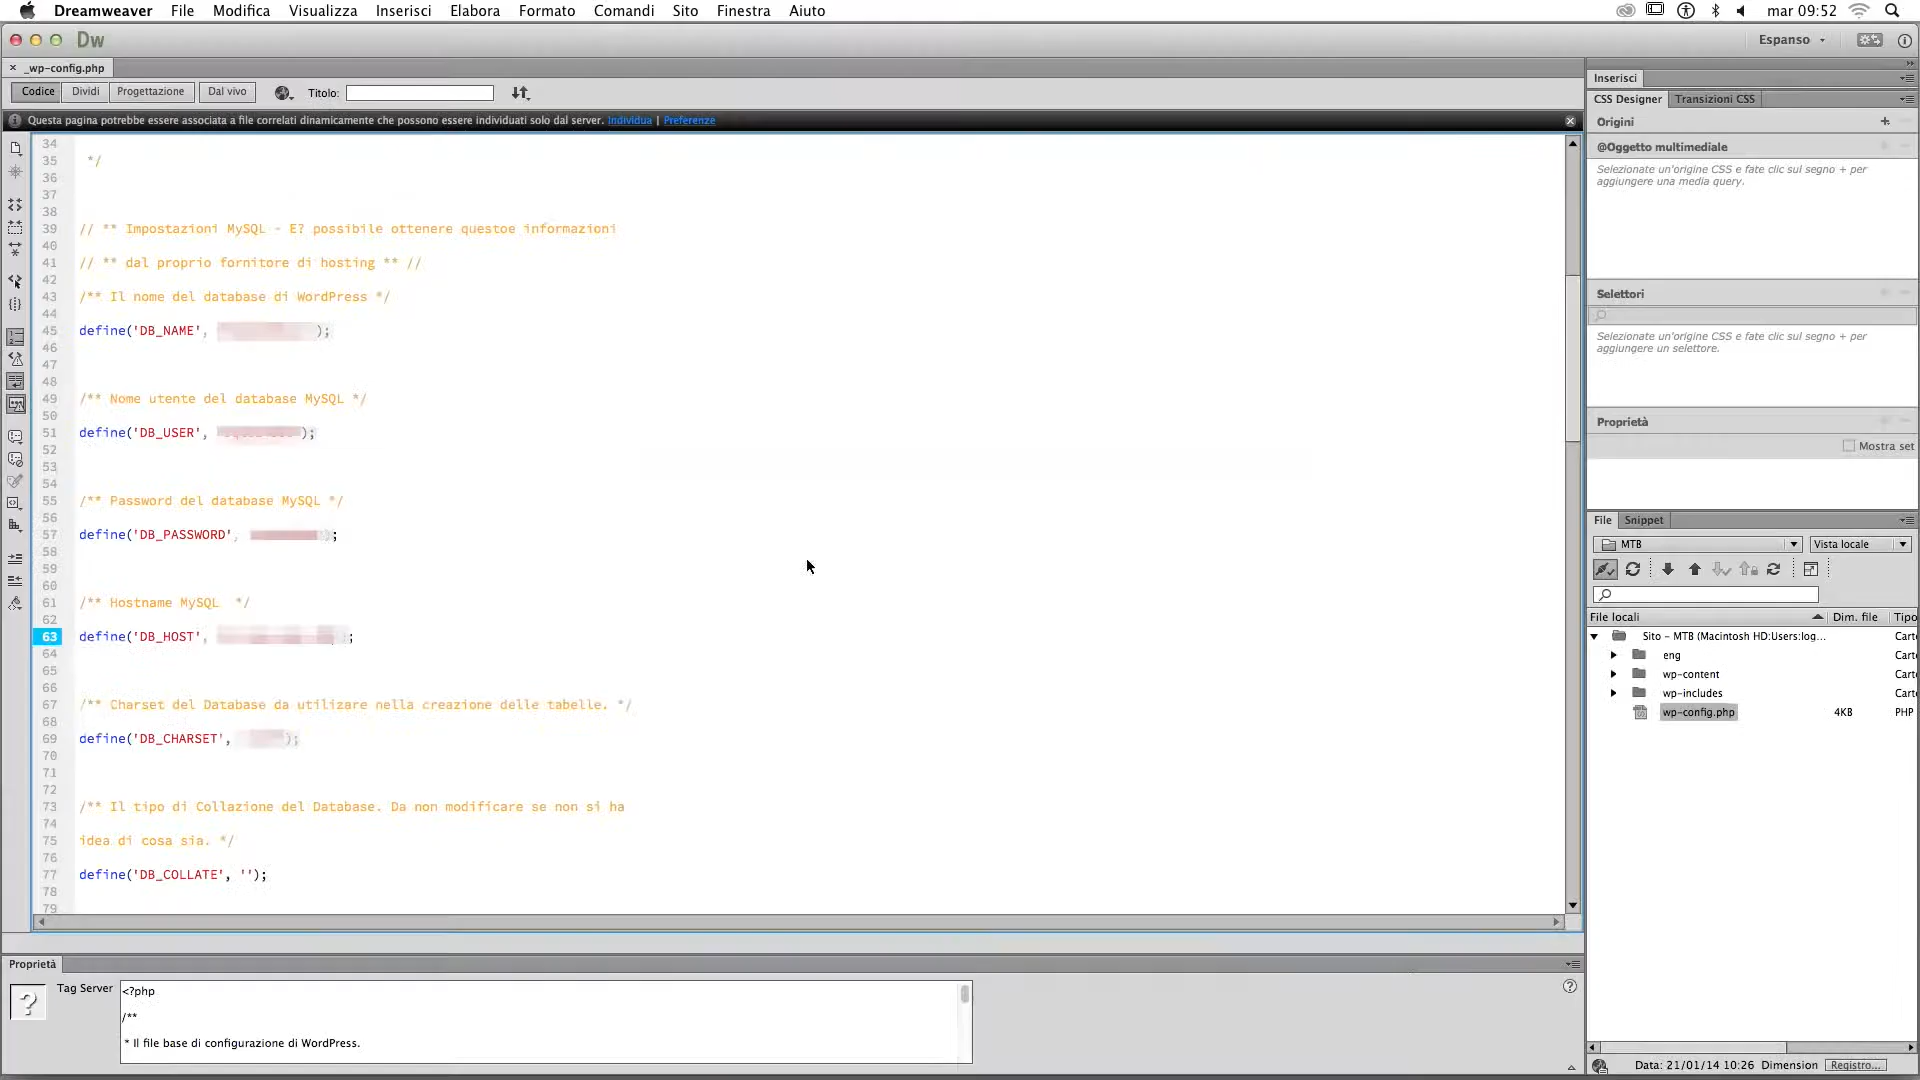 Dreamweaver File Modifica Visualizza Inserisci Elabora Formato Comandi Sito Finestra Aiuto mar 09:52
Dw Espanso
_wp-config.php
Codice Dividi Progettazione Dal vivo Titolo:
Questa pagina potrebbe essere associata a file correlati dinamicamente che possono essere individuati solo dal server. Individua | Preferenze
34
35 */
36
37
38
39 // ** Impostazioni MySQL - E? possibile ottenere questoe informazioni
40
41 // ** dal proprio fornitore di hosting ** //
42
43 /** Il nome del database di WordPress */
44
45 define('DB_NAME', );
46
47
48
49 /** Nome utente del database MySQL */
50
51 define('DB_USER', );
52
53
54
55 /** Password del database MySQL */
56
57 define('DB_PASSWORD', );
58
59
60
61 /** Hostname MySQL */
62
63 define('DB_HOST', ;
64
65
66
67 /** Charset del Database da utilizare nella creazione delle tabelle. */
68
69 define('DB_CHARSET', );
70
71
72
73 /** Il tipo di Collazione del Database. Da non modificare se non si ha
74
75 idea di cosa sia. */
76
77 define('DB_COLLATE', '');
78
79
Proprietà
Tag Server
<?php
/**
* Il file base di configurazione di WordPress.
Inserisci
CSS Designer Transizioni CSS
Origini
@Oggetto multimediale
Selezionate un'origine CSS e fate clic sul segno + per
aggiungere una media query.
Selettori
Selezionate un'origine CSS e fate clic sul segno + per
aggiungere un selettore.
Proprietà
Mostra set
File Snippet
MTB Vista locale
File locali Dim. file Tipo
Sito - MTB (Macintosh HD:Users:log... Carte
eng Carte
wp-content Carte
wp-includes Carte
wp-config.php 4KB PHP
Data: 21/01/14 10:26 Dimension Registro...